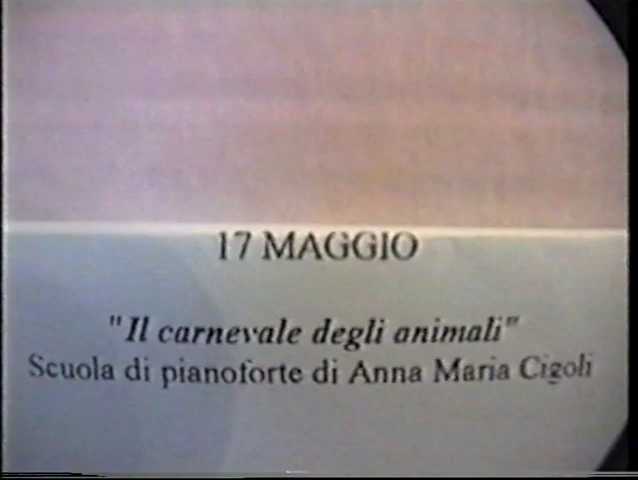 17 MAGGIO
"Il carnevale degli animali"
Scuola di pianoforte di Anna Maria Cigoli